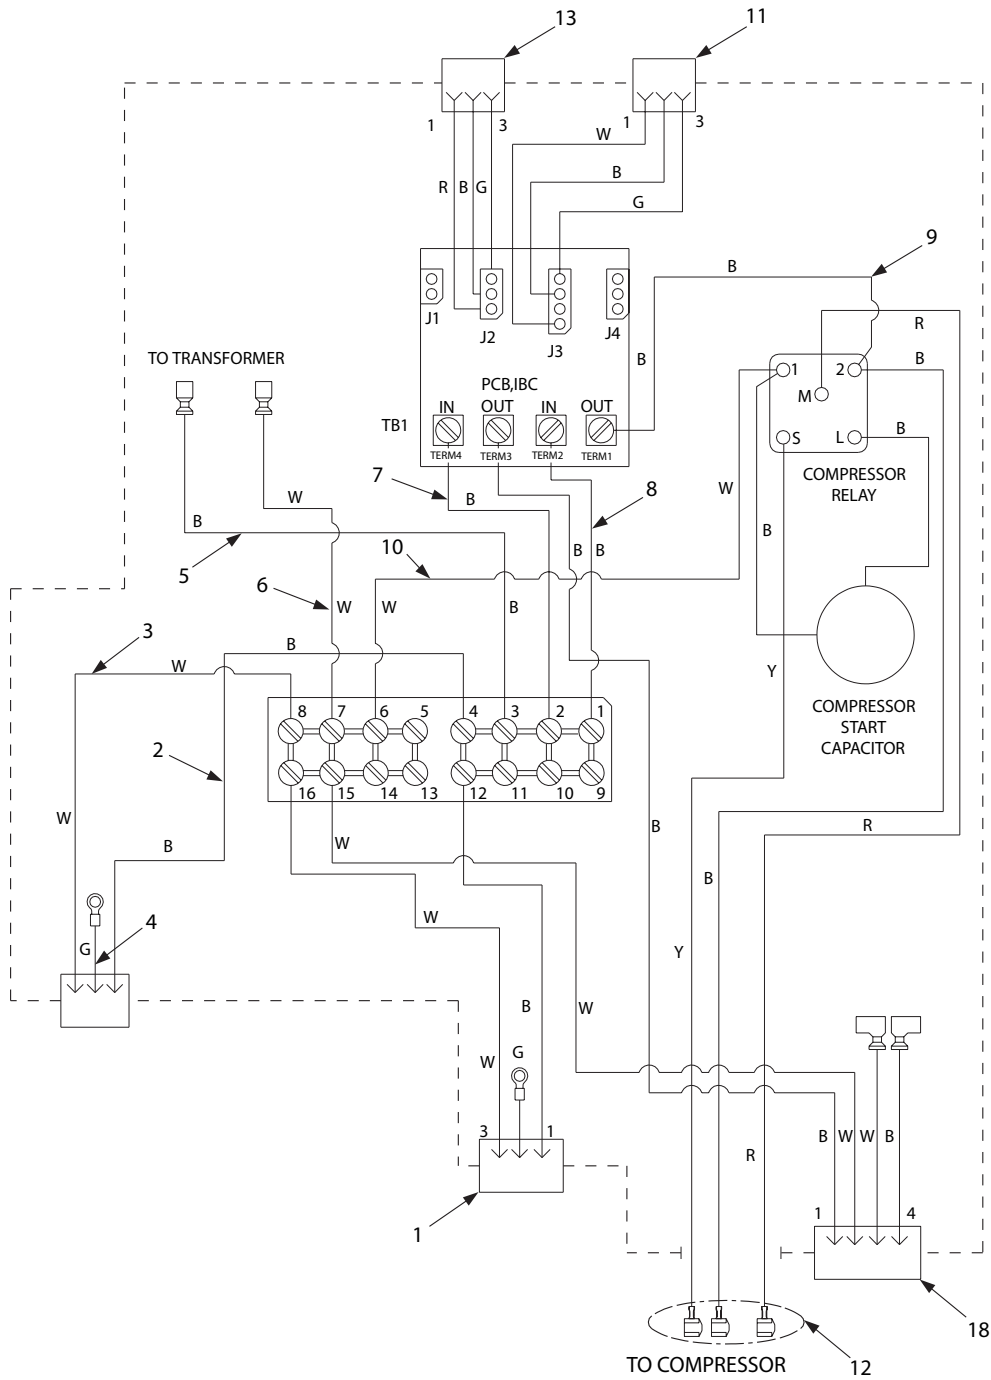 13
11
1
3
1
3
W
B
G
R
B
G
9
B
R
J1
J2
J3
J4
B
B
TO TRANSFORMER
1
2
M
PCB,IBC
IN
OUT
IN
OUT
TB1
TERM4
TERM3
TERM2
TERM1
S
L
B
COMPRESSOR
RELAY
7
B
8
W
W
B
10
B
B
B
5
6
W
W
B
3
W
B
Y
COMPRESSOR
START
CAPACITOR
8
7
6
5
4
3
2
1
16
15
14
13
12
11
10
9
2
W
B
W
B
R
B
4
G
W
Y
B
W
W
G
3
1
B
W
W
B
R
1
1
4
18
12
TO COMPRESSOR